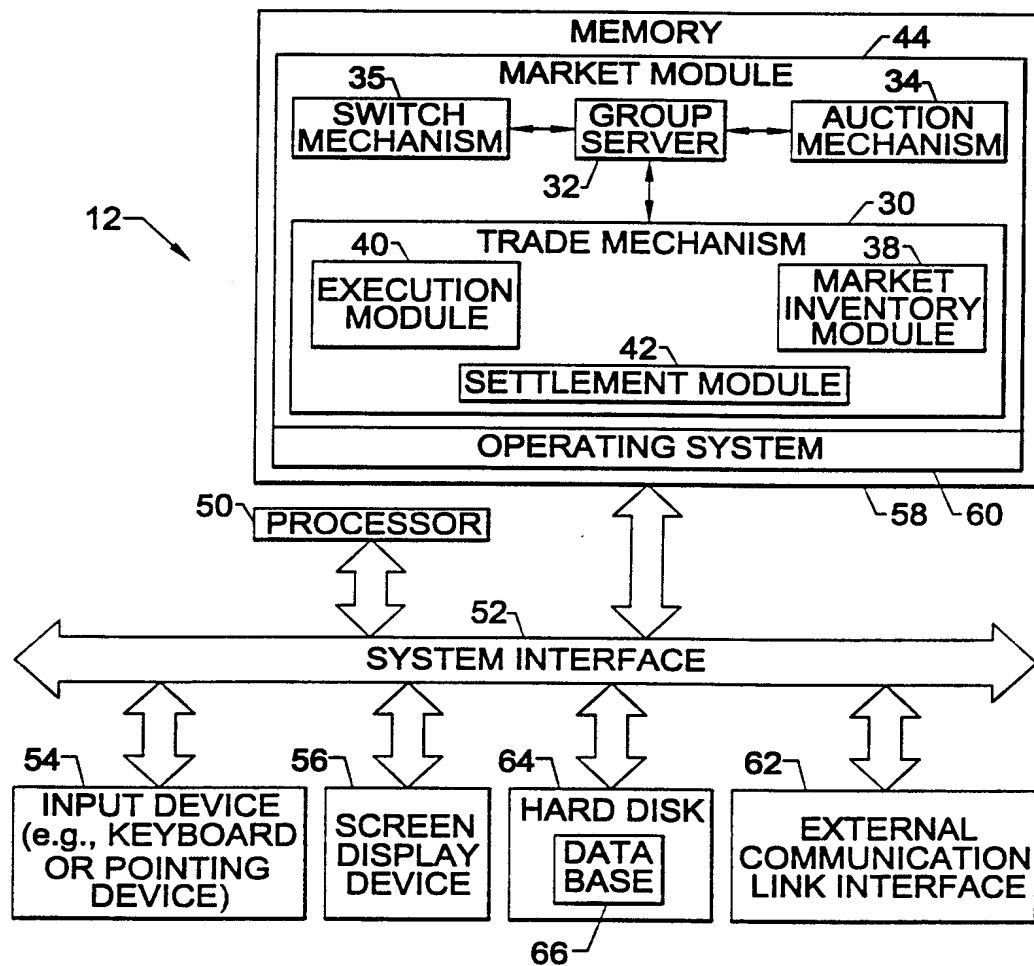 MEMORY
44
MARKET MODULE
35
34
SWITCH
MECHANISM
GROUP
SERVER
AUCTION
MECHANISM
32
12
30
TRADE MECHANISM
40
38
EXECUTION
MODULE
MARKET
INVENTORY
MODULE
42
SETTLEMENT MODULE
OPERATING SYSTEM
50
58
60
PROCESSOR
52
SYSTEM INTERFACE
54
56
64
62
INPUT DEVICE
(e.g., KEYBOARD
OR POINTING
DEVICE)
SCREEN
DISPLAY
DEVICE
HARD DISK
DATA
BASE
EXTERNAL
COMMUNICATION
LINK INTERFACE
66